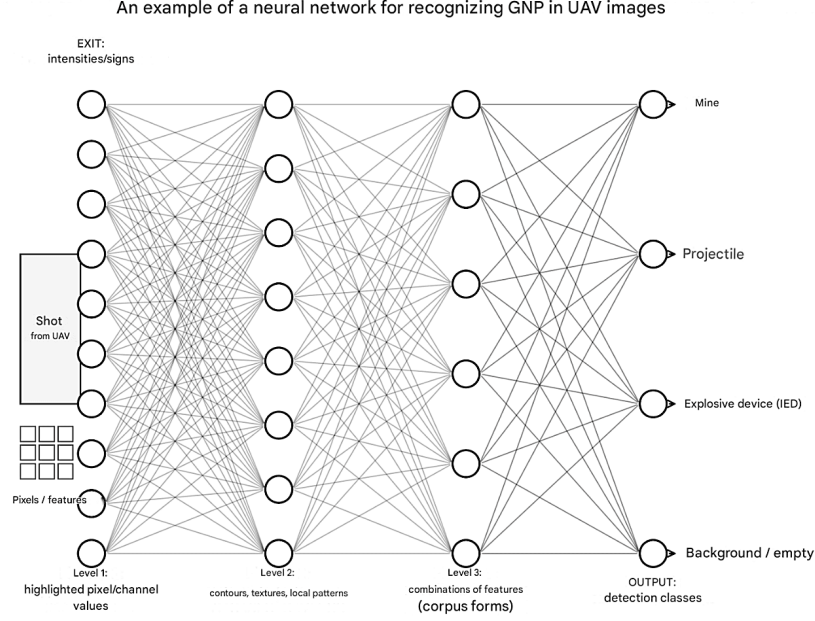 An example of a neural network for recognizing GNP in UAV images
EXIT:
intensities/signs
Mine
Projectile
Shot
from UAV
Explosive device (IED)
Pixels / features
Background / empty
Level 1:
highlighted pixel/channel
values
Level 2:
contours, textures, local patterns
Level 3:
combinations of features
(corpus forms)
OUTPUT:
detection classes